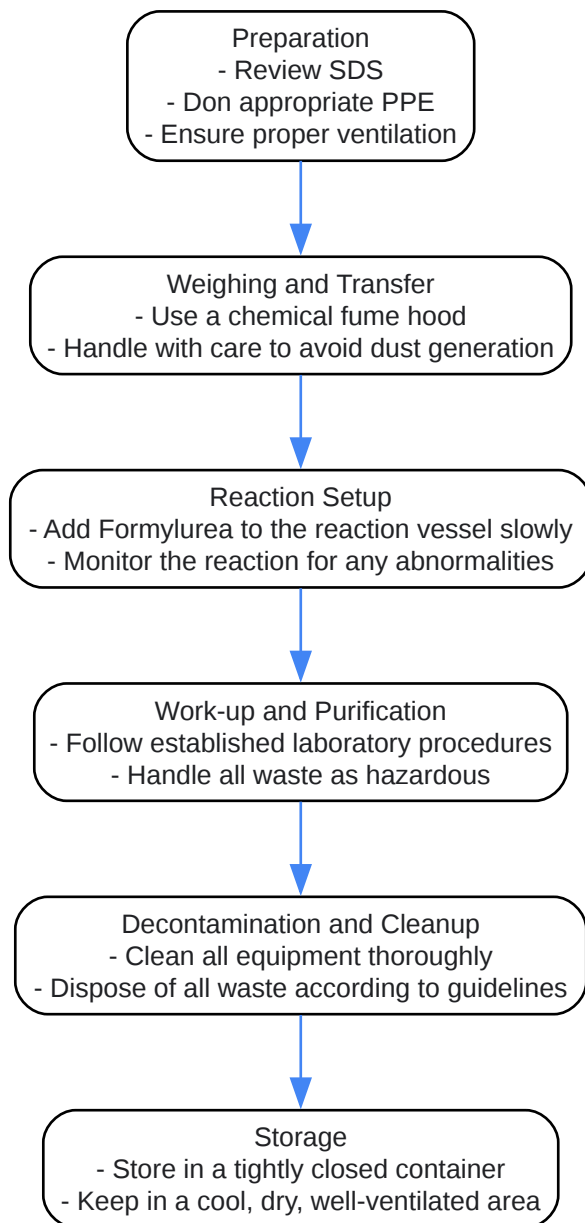 Preparation
- Review SDS
- Don appropriate PPE
- Ensure proper ventilation
Weighing and Transfer
- Use a chemical fume hood
- Handle with care to avoid dust generation
Reaction Setup
- Add Formylurea to the reaction vessel slowly
- Monitor the reaction for any abnormalities
Work-up and Purification
- Follow established laboratory procedures
- Handle all waste as hazardous
Decontamination and Cleanup
- Clean all equipment thoroughly
- Dispose of all waste according to guidelines
Storage
- Store in a tightly closed container
- Keep in a cool, dry, well-ventilated area